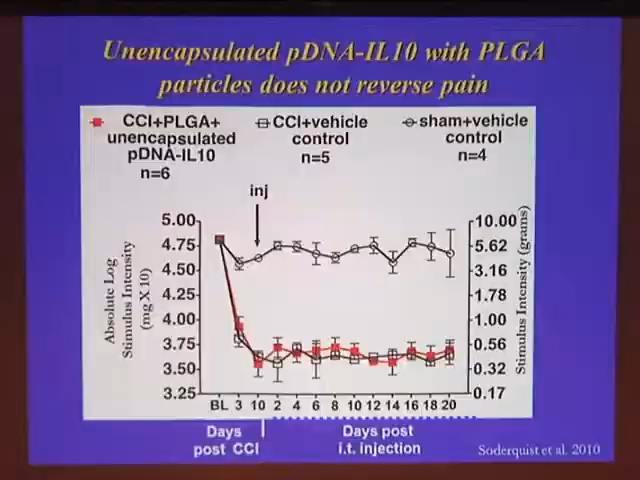 Unencapsulated pDNA-IL10 with PLGA
particles does not reverse pain
CCI+PLGA+
unencapsulated
pDNA-IL10
n=6
CCI+vehicle
control
n=5
sham+vehicle
control
n=4
inj
Absolute Log
Stimulus Intensity
(mg X 10)
5.00
4.75
4.50
4.25
4.00
3.75
3.50
3.25
10.00
5.62
3.16
1.78
1.00
0.56
0.32
0.17
Stimulus Intensity (grams)
BL 3 10 2 4 6 8 10 12 14 16 18 20
Days
post CCI
Days post
i.t. injection
Soderquist et al. 2010